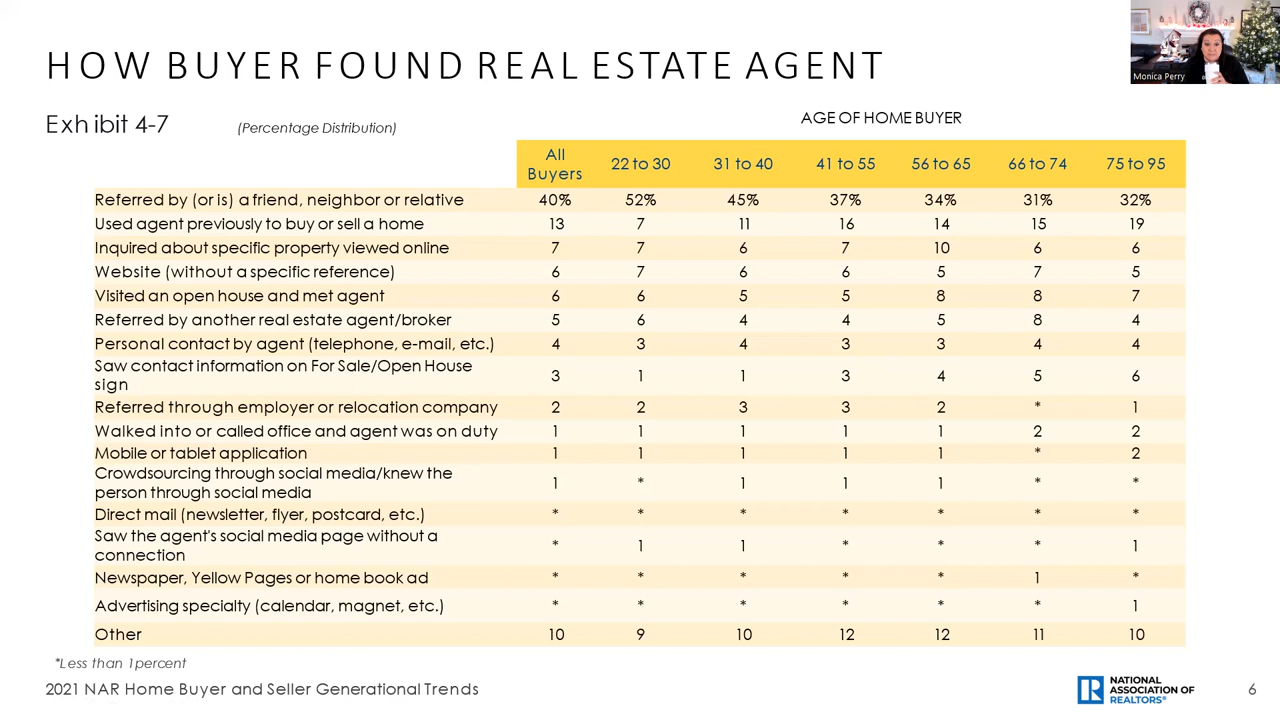 HOW BUYER FOUND REAL ESTATE AGENT
Monica Perry
Exhibit 4-7 (Percentage Distribution) AGE OF HOME BUYER
All Buyers 22 to 30 31 to 40 41 to 55 56 to 65 66 to 74 75 to 95
Referred by (or is) a friend, neighbor or relative 40% 52% 45% 37% 34% 31% 32%
Used agent previously to buy or sell a home 13 7 11 16 14 15 19
Inquired about specific property viewed online 7 7 6 7 10 6 6
Website (without a specific reference) 6 7 6 6 5 7 5
Visited an open house and met agent 6 6 5 5 8 8 7
Referred by another real estate agent/broker 5 6 4 4 5 8 4
Personal contact by agent (telephone, e-mail, etc.) 4 3 4 3 3 4 4
Saw contact information on For Sale/Open House
sign 3 1 1 3 4 5 6
Referred through employer or relocation company 2 2 3 3 2 * 1
Walked into or called office and agent was on duty 1 1 1 1 1 2 2
Mobile or tablet application 1 1 1 1 1 * 2
Crowdsourcing through social media/knew the
person through social media 1 * 1 1 1 * *
Direct mail (newsletter, flyer, postcard, etc.) * * * * * * *
Saw the agent's social media page without a
connection * 1 1 * * * 1
Newspaper, Yellow Pages or home book ad * * * * * 1 *
Advertising specialty (calendar, magnet, etc.) * * * * * * 1
Other 10 9 10 12 12 11 10
*Less than 1percent
2021 NAR Home Buyer and Seller Generational Trends
R
NATIONAL
ASSOCIATION OF
REALTORS®
6